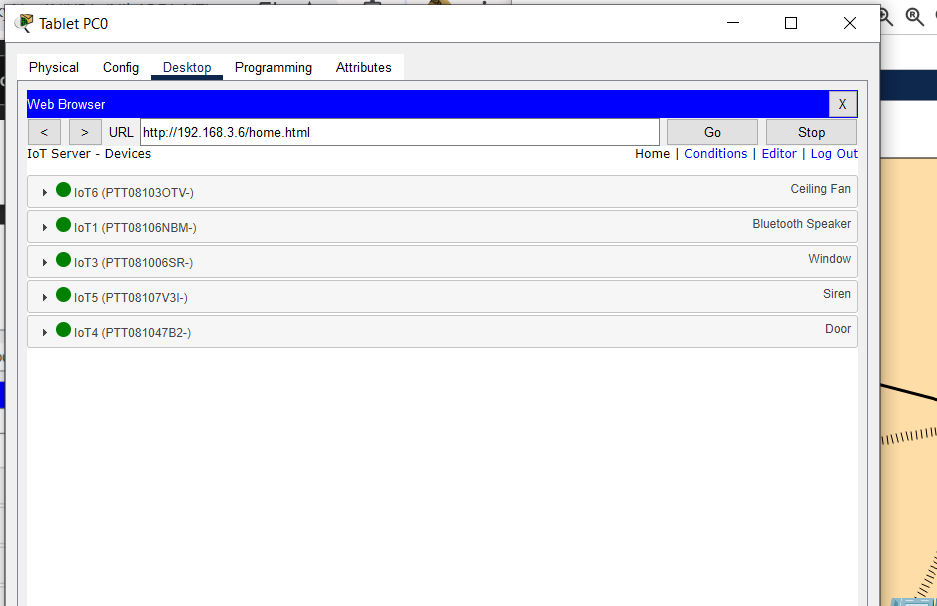 Tablet PC0
Physical Config Desktop Programming Attributes
Web Browser X
< > URL http://192.168.3.6/home.html Go Stop
IoT Server - Devices Home | Conditions | Editor | Log Out
IoT6 (PTT08103OTV-) Ceiling Fan
IoT1 (PTT08106NBM-) Bluetooth Speaker
IoT3 (PTT081006SR-) Window
IoT5 (PTT08107V3I-) Siren
IoT4 (PTT081047B2-) Door